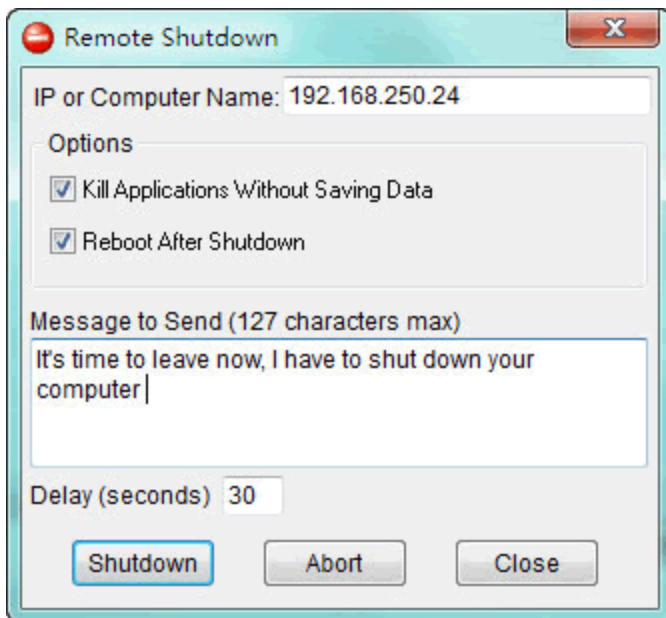 Remote Shutdown
IP or Computer Name: 192.168.250.24
Options
Kill Applications Without Saving Data
Reboot After Shutdown
Message to Send (127 characters max)
It's time to leave now, I have to shut down your
computer
Delay (seconds) 30
Shutdown Abort Close